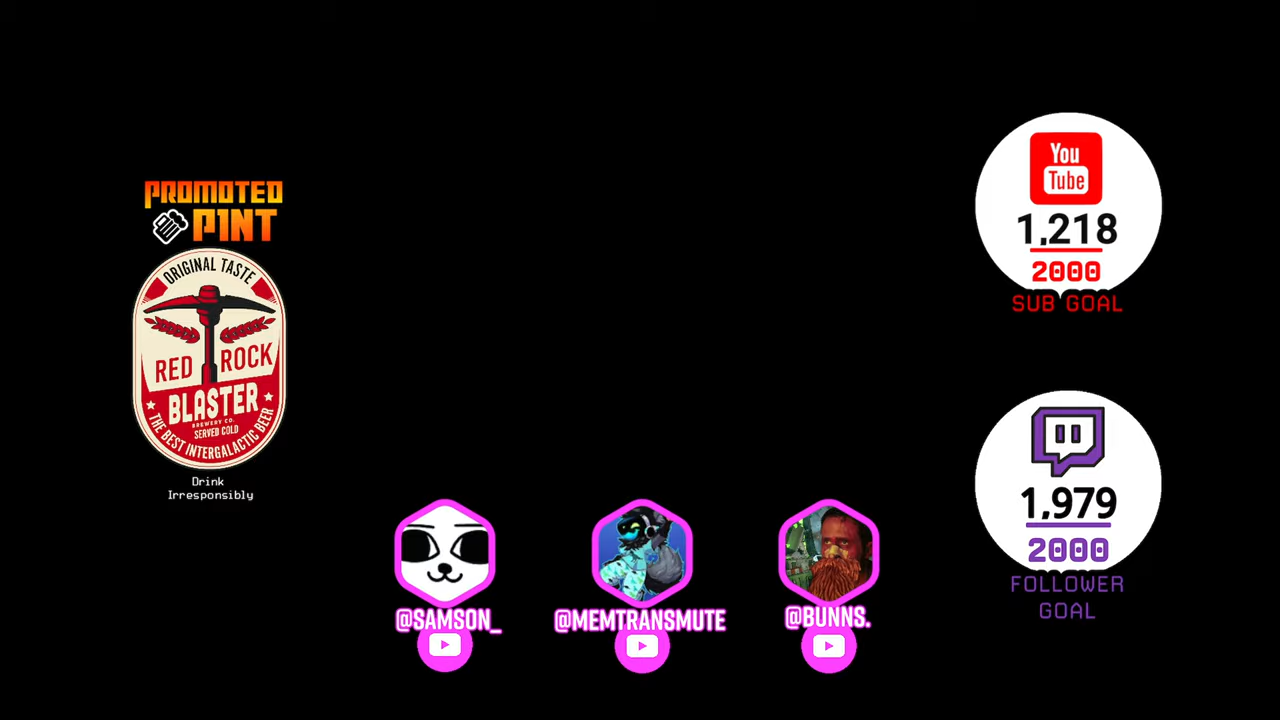 PROMOTED
P1NT
ORIGINAL TASTE
RED ROCK
BLASTER
BREWERY CO.
SERVED COLD
THE BEST INTERGALACTIC BEER
Drink
Irresponsibly
@SAMSON_
@MEMTRANSMUTE
@BUNNS.
You
Tube
1,218
2000
SUB GOAL
1,979
2000
FOLLOWER
GOAL